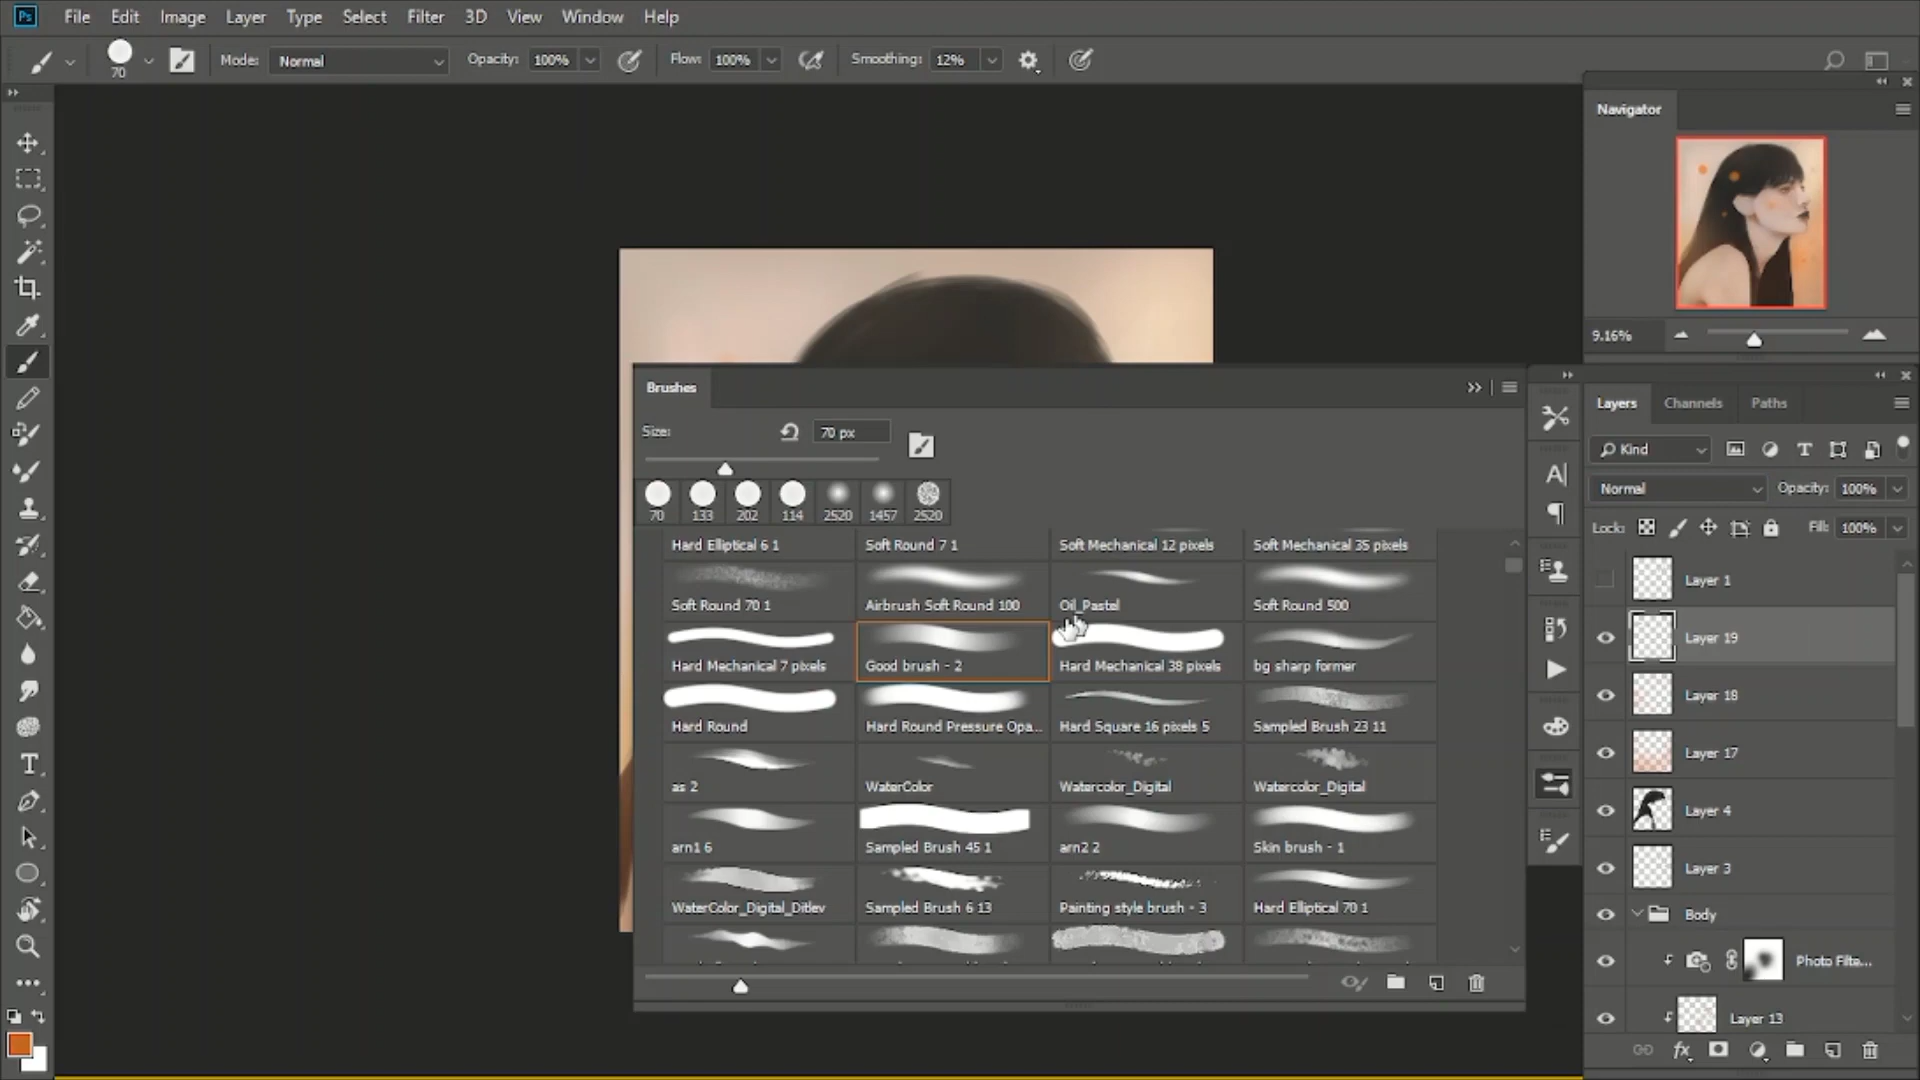 Ps File Edit Image Layer Type Select Filter 3D View Window Help
70 Mode: Normal Opacity: 100% Flow: 100% Smoothing: 12%
Navigator
9.16%
Brushes
Size: 70 px
70 133 202 114 2520 1457 2520
Hard Elliptical 6 1 Soft Round 7 1 Soft Mechanical 12 pixels Soft Mechanical 35 pixels
Soft Round 70 1 Airbrush Soft Round 100 Oil_Pastel Soft Round 500
Hard Mechanical 7 pixels Good brush - 2 Hard Mechanical 38 pixels bg sharp former
Hard Round Hard Round Pressure Opa... Hard Square 16 pixels 5 Sampled Brush 23 11
as 2 WaterColor Watercolor_Digital Watercolor_Digital
arn1 6 Sampled Brush 45 1 arn2 2 Skin brush - 1
WaterColor_Digital_Ditlev Sampled Brush 6 13 Painting style brush - 3 Hard Elliptical 70 1
Layers Channels Paths
Kind
Normal Opacity: 100%
Lock: Fill: 100%
Layer 1
Layer 19
Layer 18
Layer 17
Layer 4
Layer 3
Body
Photo Filte...
Layer 13